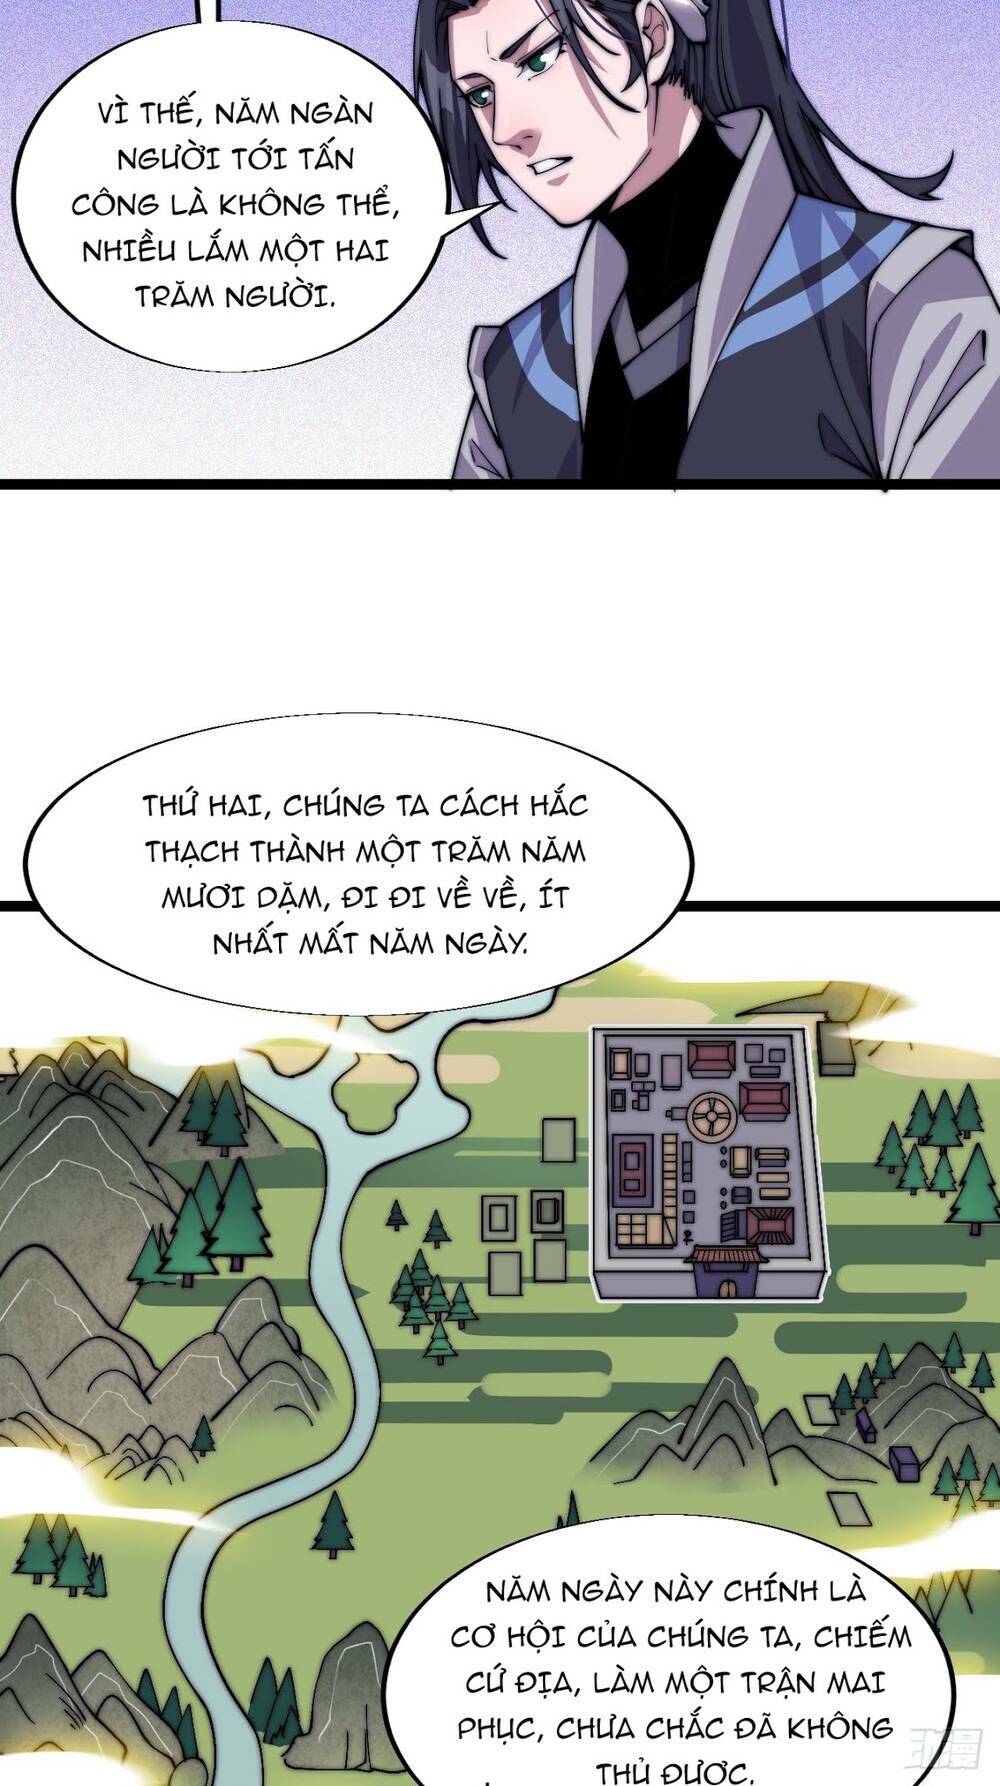 VÌ THẾ, NĂM NGÀN
NGƯỜI TỚI TẤN
CÔNG LÀ KHÔNG THỂ,
NHIỀU LẮM MỘT HAI
TRĂM NGƯỜI.
THỨ HAI, CHÚNG TA CÁCH HẮC
THẠCH THÀNH MỘT TRĂM NĂM
MƯƠI DẶM, ĐI ĐI VỀ VỀ, ÍT
NHẤT MẤT NĂM NGÀY.
NĂM NGÀY NÀY CHÍNH LÀ
CƠ HỘI CỦA CHÚNG TA, CHIẾM
CỨ ĐỊA, LÀM MỘT TRẬN MAI
PHỤC, CHƯA CHẮC ĐÃ KHÔNG
THỦ ĐƯỢC.